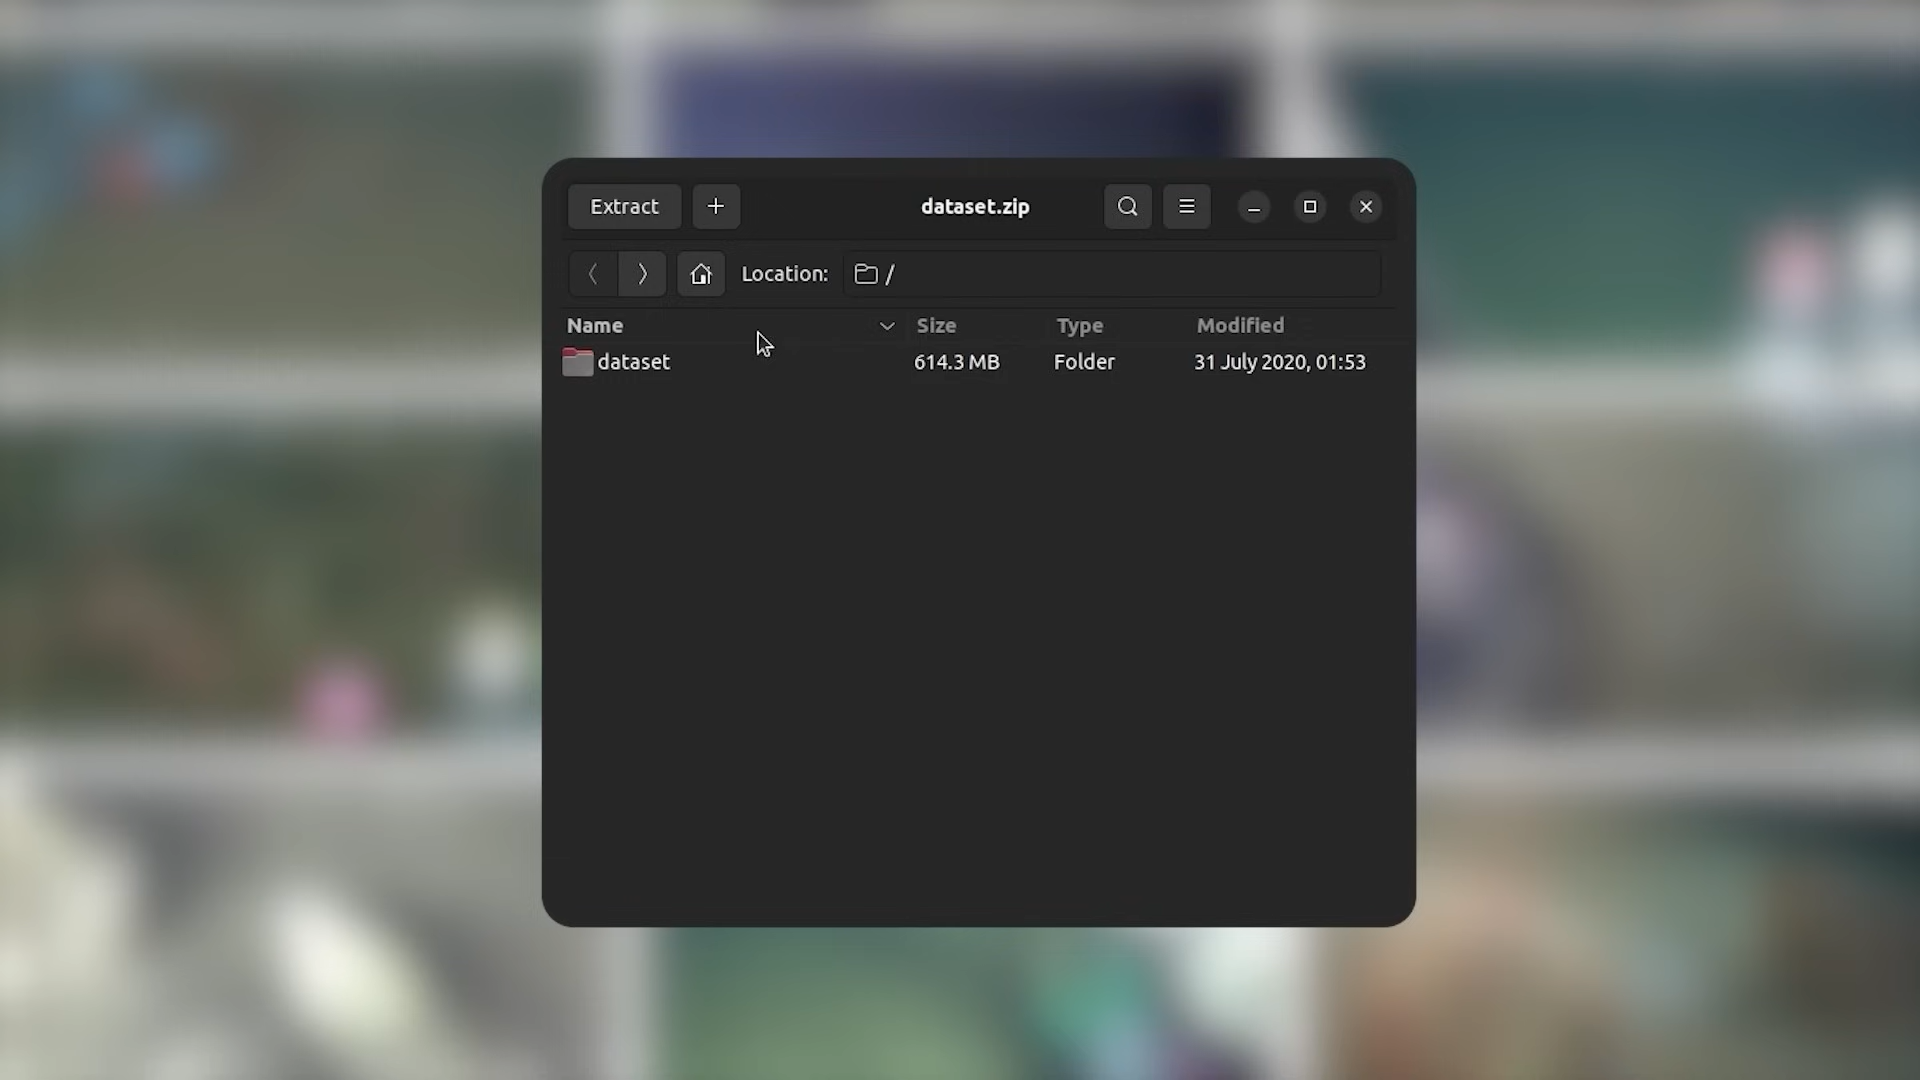 Extract + dataset.zip
Location: /
Name Size Type Modified
dataset 614.3 MB Folder 31 July 2020, 01:53